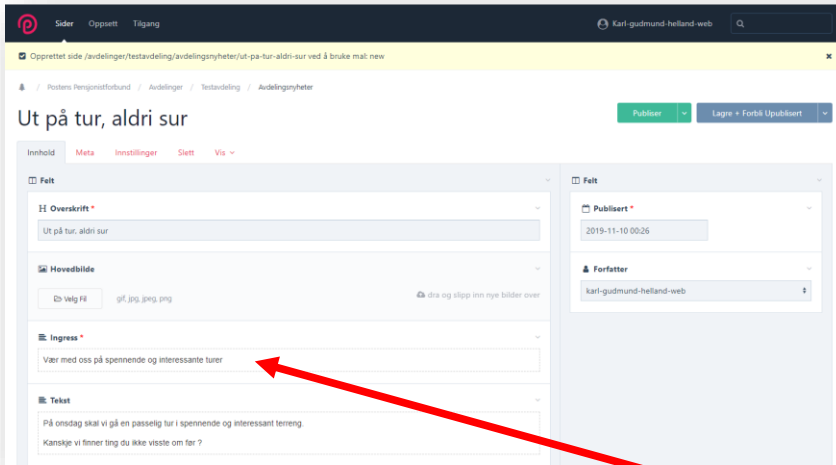 Sider Oppsett Tilgang Karl-gudmund-helland-web
Opprettet side /avdelinger/testavdeling/avdelingsnyheter/ut-pa-tur-aldri-sur ved å bruke mal: new
/ Postens Pensjonistforbund / Avdelinger / Testavdeling / Avdelingsnyheter
Ut på tur, aldri sur
Publiser Lagre + Forbli Upublisert
Innhold Meta Innstillinger Slett Vis
Felt
Felt
Overskrift *
Publisert *
Ut på tur, aldri sur
2019-11-10 00:26
Hovedbilde
Forfatter
Velg Fil gif, jpg, jpeg, png dra og slipp inn nye bilder over
karl-gudmund-helland-web
Ingress *
Vær med oss på spennende og interessante turer
Tekst
På onsdag skal vi gå en passelig tur i spennende og interessant terreng.
Kanskje vi finner ting du ikke visste om før ?